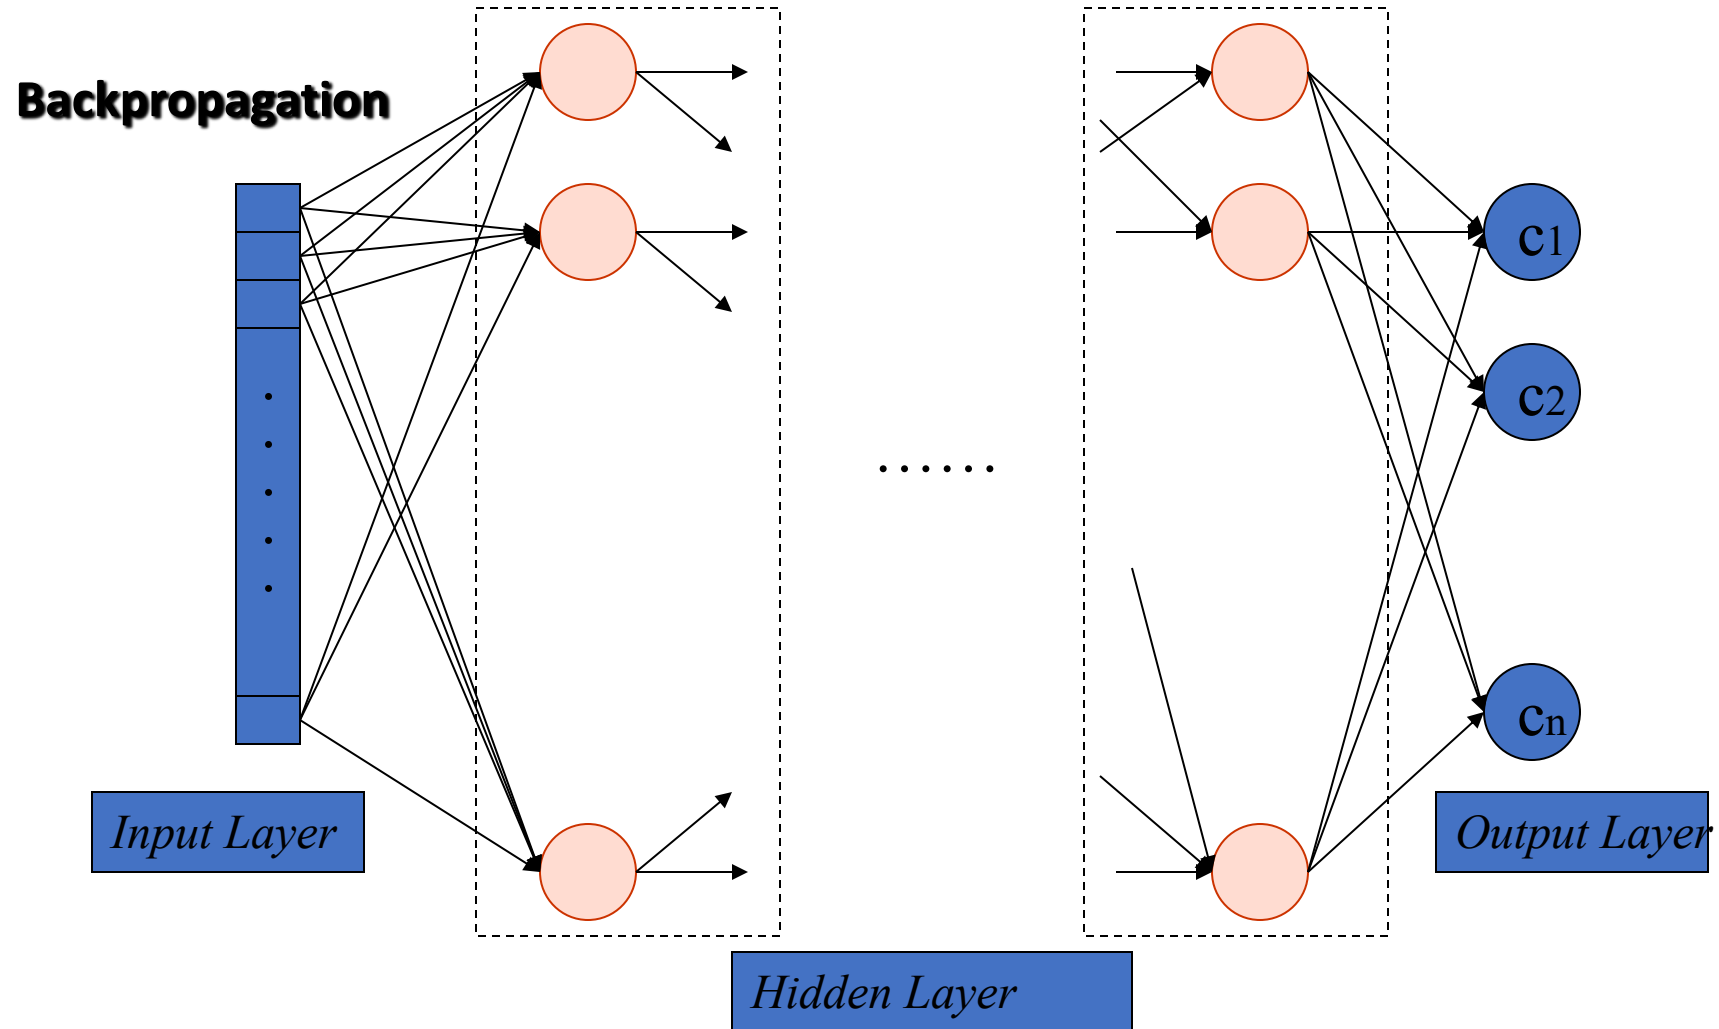 Backpropagation
c1
c2
......
cn
Input Layer
Output Layer
Hidden Layer